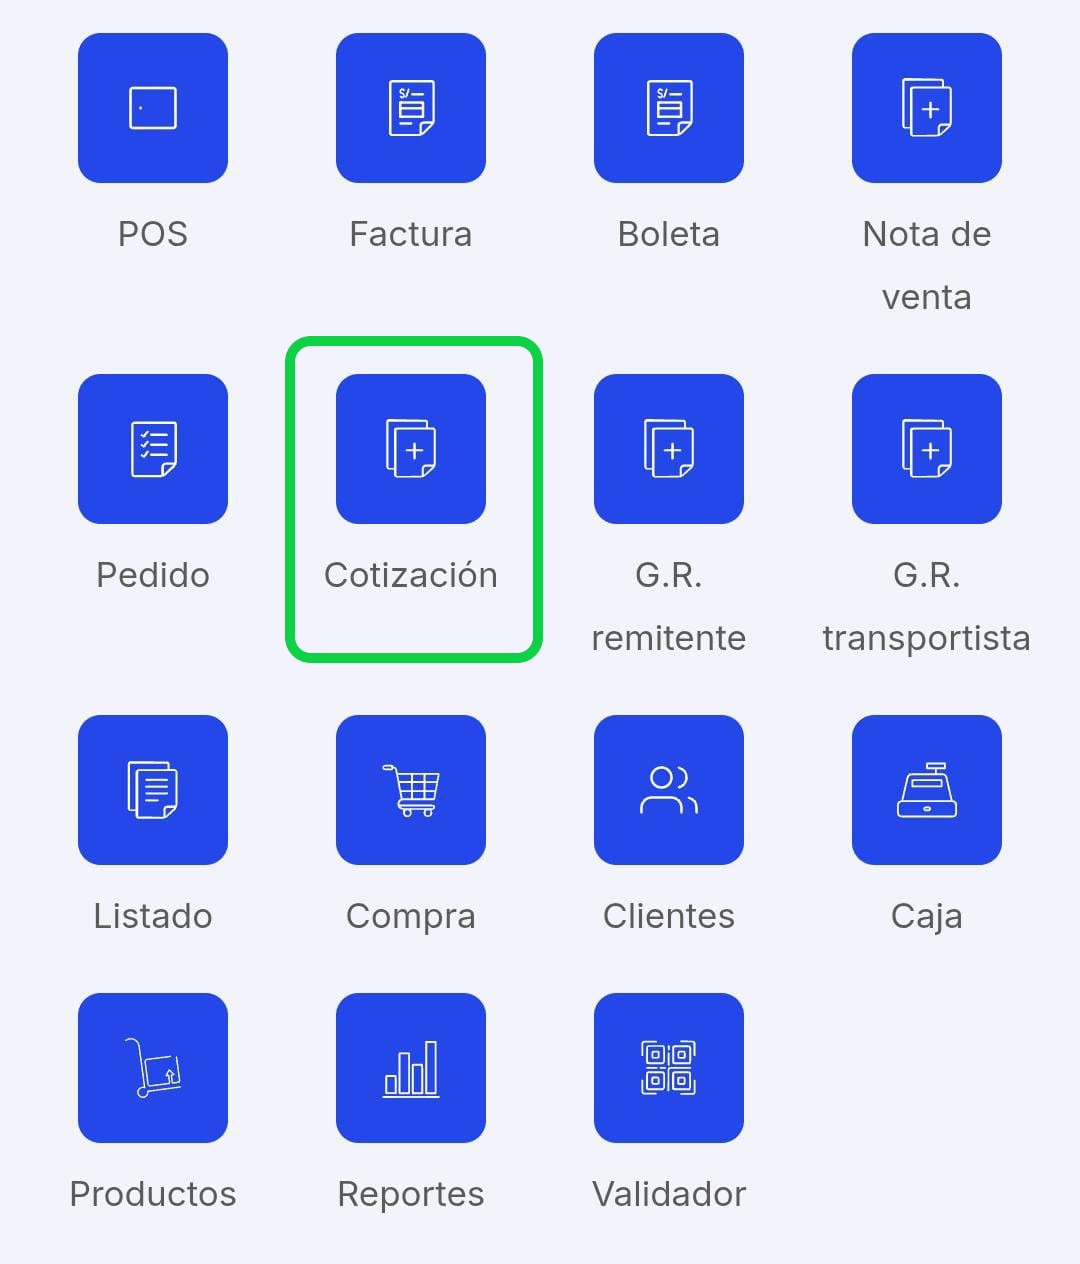 S/
S/
POS
Factura
Boleta
Nota de
venta
Pedido
Cotización
G.R.
remitente
G.R.
transportista
Listado
Compra
Clientes
Caja
Productos
Reportes
Validador